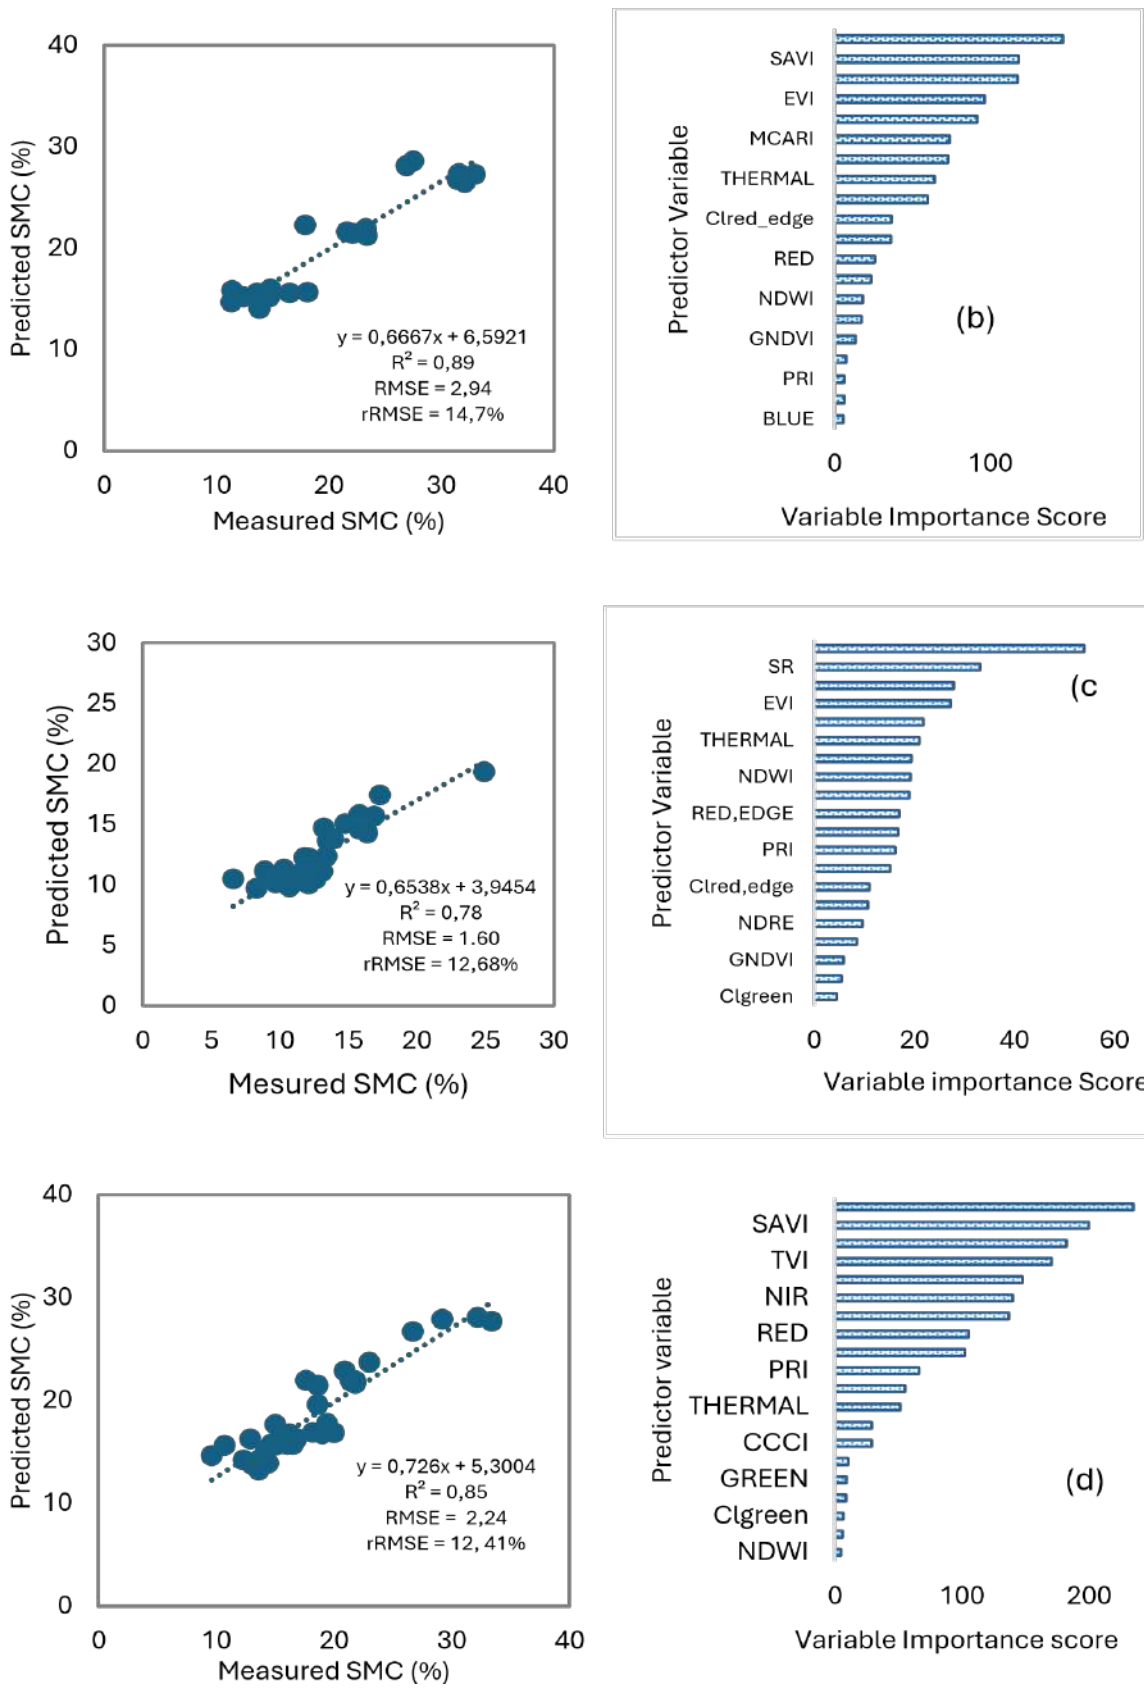 40
30
20
10
0
0
10
20
30
40
Predicted SMC (%)
Measured SMC (%)
y = 0,6667x + 6,5921
R² = 0,89
RMSE = 2,94
rRMSE = 14,7%
Predictor Variable
SAVI
EVI
MCARI
THERMAL
Clred_edge
RED
NDWI
GNDVI
PRI
BLUE
(b)
0
100
Variable Importance Score
30
25
20
15
10
5
0
0
5
10
15
20
25
30
Predicted SMC (%)
Mesured SMC (%)
y = 0,6538x + 3,9454
R² = 0,78
RMSE = 1.60
rRMSE = 12,68%
Predictor Variable
SR
EVI
THERMAL
NDWI
RED,EDGE
PRI
Clred,edge
NDRE
GNDVI
Clgreen
(c
0
20
40
60
Variable importance Score
40
30
20
10
0
0
10
20
30
40
Predicted SMC (%)
Measured SMC (%)
y = 0,726x + 5,3004
R² = 0,85
RMSE = 2,24
rRMSE = 12, 41%
Predictor variable
SAVI
TVI
NIR
RED
PRI
THERMAL
CCCI
GREEN
Clgreen
NDWI
(d)
0
100
200
Variable Importance score